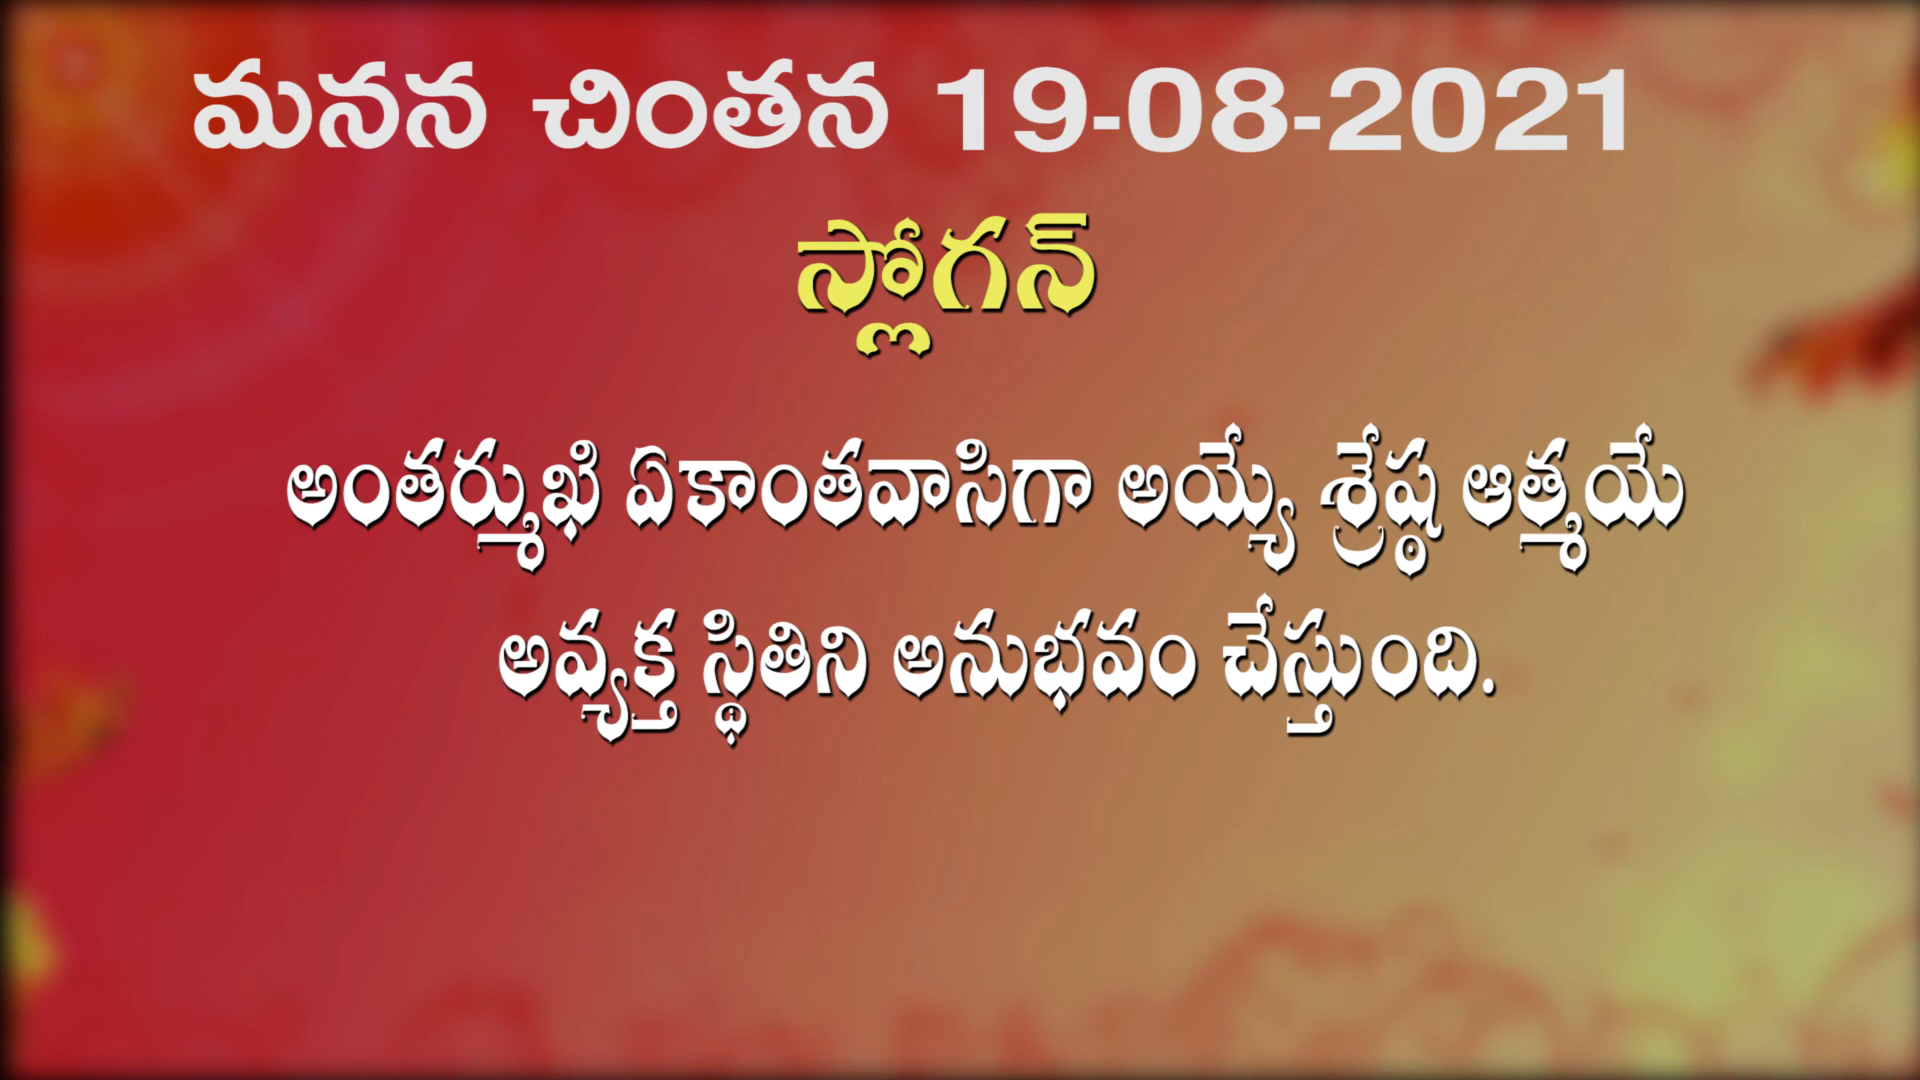 మనన చింతన 19-08-2021
స్లోగన్
అంతర్ముఖి ఏకాంతవాసిగా అయ్యే శ్రేష్ఠ ఆత్మయే
అవ్యక్త స్థితిని అనుభవం చేస్తుంది.